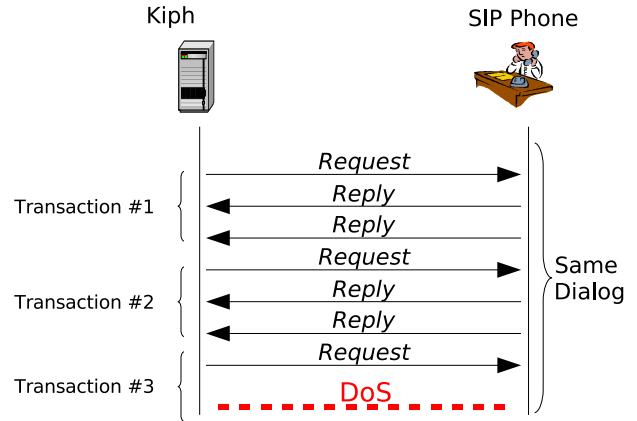 Kiph
SIP Phone
Request
Transaction #1
Reply
Reply
Request
Same
Dialog
Transaction #2
Reply
Reply
Request
Transaction #3
DoS